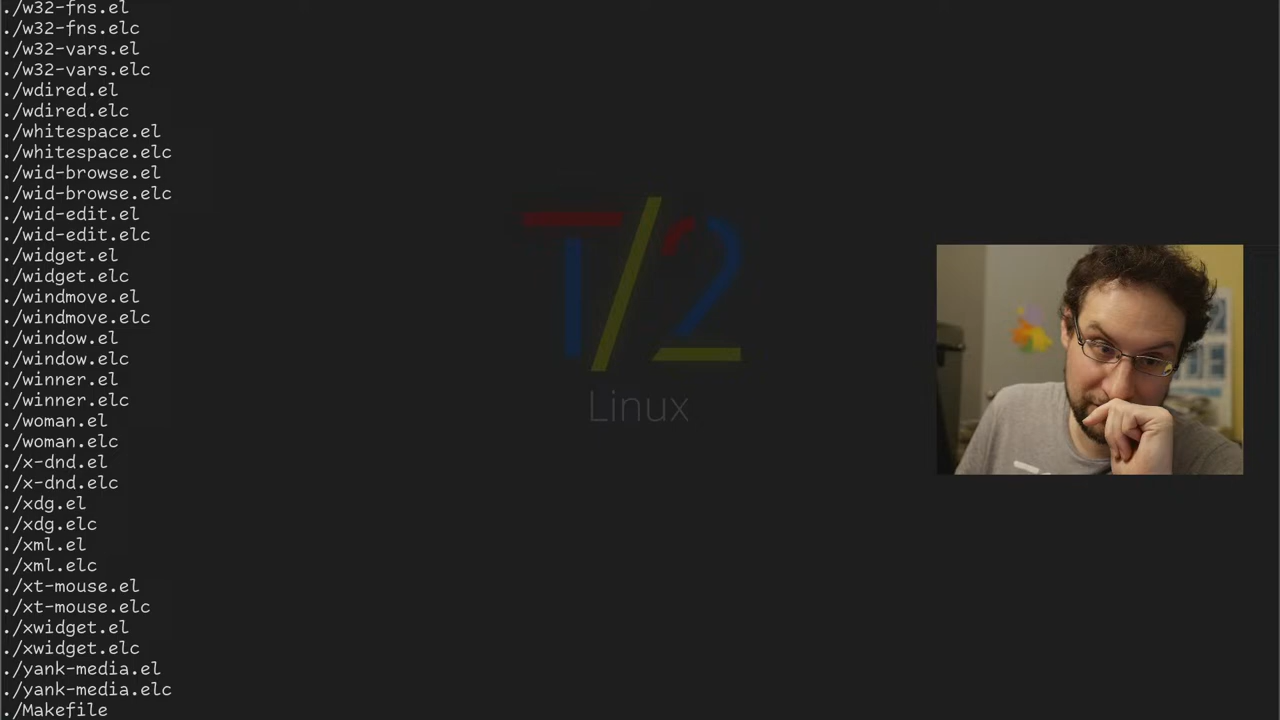 ./w32-fns.el
./w32-fns.elc
./w32-vars.el
./w32-vars.elc
./wdired.el
./wdired.elc
./whitespace.el
./whitespace.elc
./wid-browse.el
./wid-browse.elc
./wid-edit.el
./wid-edit.elc
./widget.el
./widget.elc
./windmove.el
./windmove.elc
./window.el
./window.elc
./winner.el
./winner.elc
./woman.el
./woman.elc
./x-dnd.el
./x-dnd.elc
./xdg.el
./xdg.elc
./xml.el
./xml.elc
./xt-mouse.el
./xt-mouse.elc
./xwidget.el
./xwidget.elc
./yank-media.el
./yank-media.elc
./Makefile
T/2
Linux